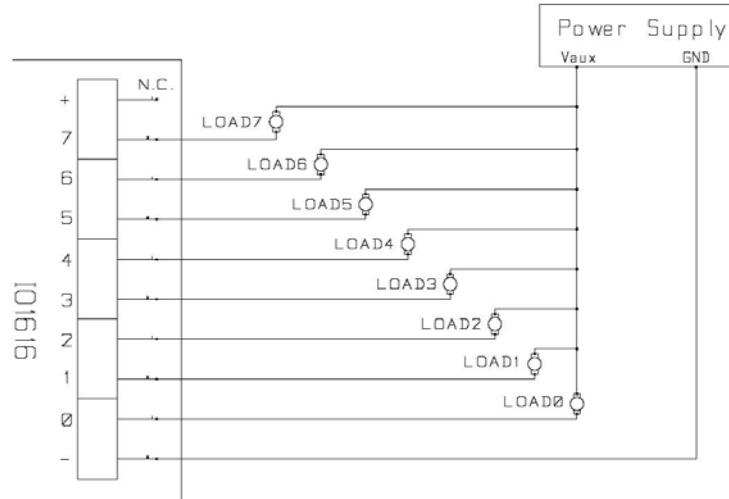 Power Supply
Vaux GND
N.C.
+
7
LOAD7
6
LOAD6
5
LOAD5
4
LOAD4
3
LOAD3
2
LOAD2
1
LOAD1
0
LOAD0
-
IO1616